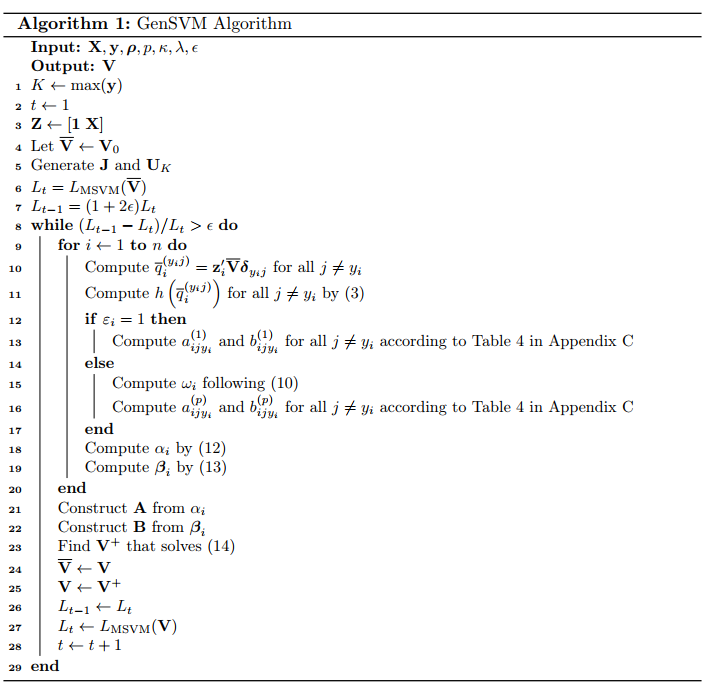 Algorithm 1: GenSVM Algorithm
Input: X, y, ρ, p, κ, λ, ϵ
Output: V
1 K ← max(y)
2 t ← 1
3 Z ← [1 X]
4 Let V̅ ← V₀
5 Generate J and U_K
6 L_t = L_MSVM(V̅)
7 L_{t−1} = (1 + 2ϵ)L_t
8 while (L_{t−1} − L_t)/L_t > ϵ do
9 for i ← 1 to n do
10 Compute q̅_i^{(y_i j)} = z′_i V̅ δ_{y_i j} for all j ≠ y_i
11 Compute h(q̅_i^{(y_i j)}) for all j ≠ y_i by (3)
12 if ε_i = 1 then
13 Compute a_{ijy_i}^{(1)} and b_{ijy_i}^{(1)} for all j ≠ y_i according to Table 4 in Appendix C
14 else
15 Compute ω_i following (10)
16 Compute a_{ijy_i}^{(p)} and b_{ijy_i}^{(p)} for all j ≠ y_i according to Table 4 in Appendix C
17 end
18 Compute α_i by (12)
19 Compute β_i by (13)
20 end
21 Construct A from α_i
22 Construct B from β_i
23 Find V⁺ that solves (14)
24 V̅ ← V
25 V ← V⁺
26 L_{t−1} ← L_t
27 L_t ← L_MSVM(V)
28 t ← t + 1
29 end